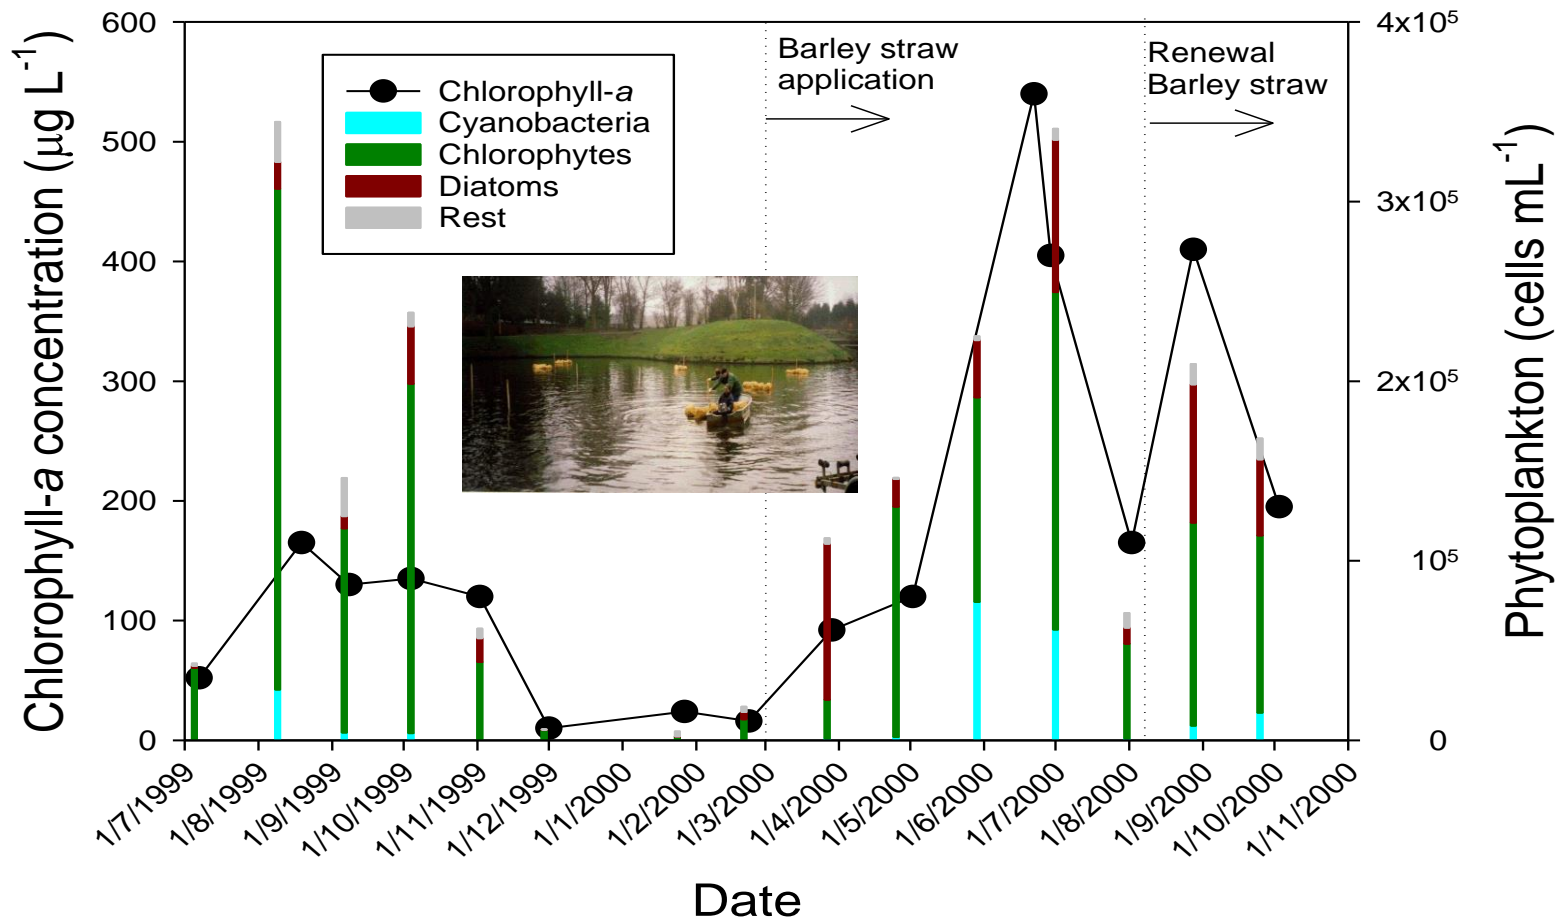 600
500
400
300
200
100
0
Chlorophyll-a concentration (µg L⁻¹)
Chlorophyll-a
Cyanobacteria
Chlorophytes
Diatoms
Rest
Barley straw
application
Renewal
Barley straw
4x10⁵
3x10⁵
2x10⁵
10⁵
0
Phytoplankton (cells mL⁻¹)
1/7/1999
1/8/1999
1/9/1999
1/10/1999
1/11/1999
1/12/1999
1/1/2000
1/2/2000
1/3/2000
1/4/2000
1/5/2000
1/6/2000
1/7/2000
1/8/2000
1/9/2000
1/10/2000
1/11/2000
Date